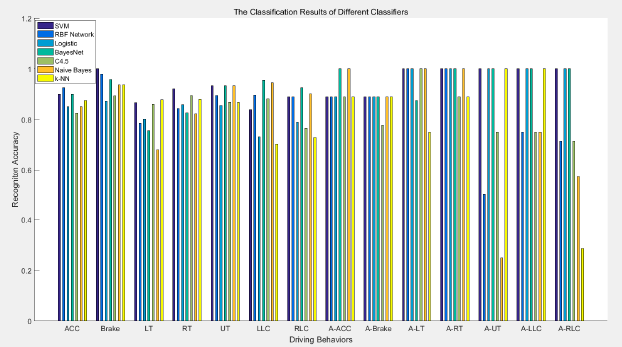 The Classification Results of Different Classifiers
1.2
1
0.8
0.6
0.4
0.2
0
Recognition Accuracy
SVM
RBF Network
Logistic
BayesNet
C4.5
Naive Bayes
k-NN
ACC Brake LT RT UT LLC RLC A-ACC A-Brake A-LT A-RT A-UT A-LLC A-RLC
Driving Behaviors